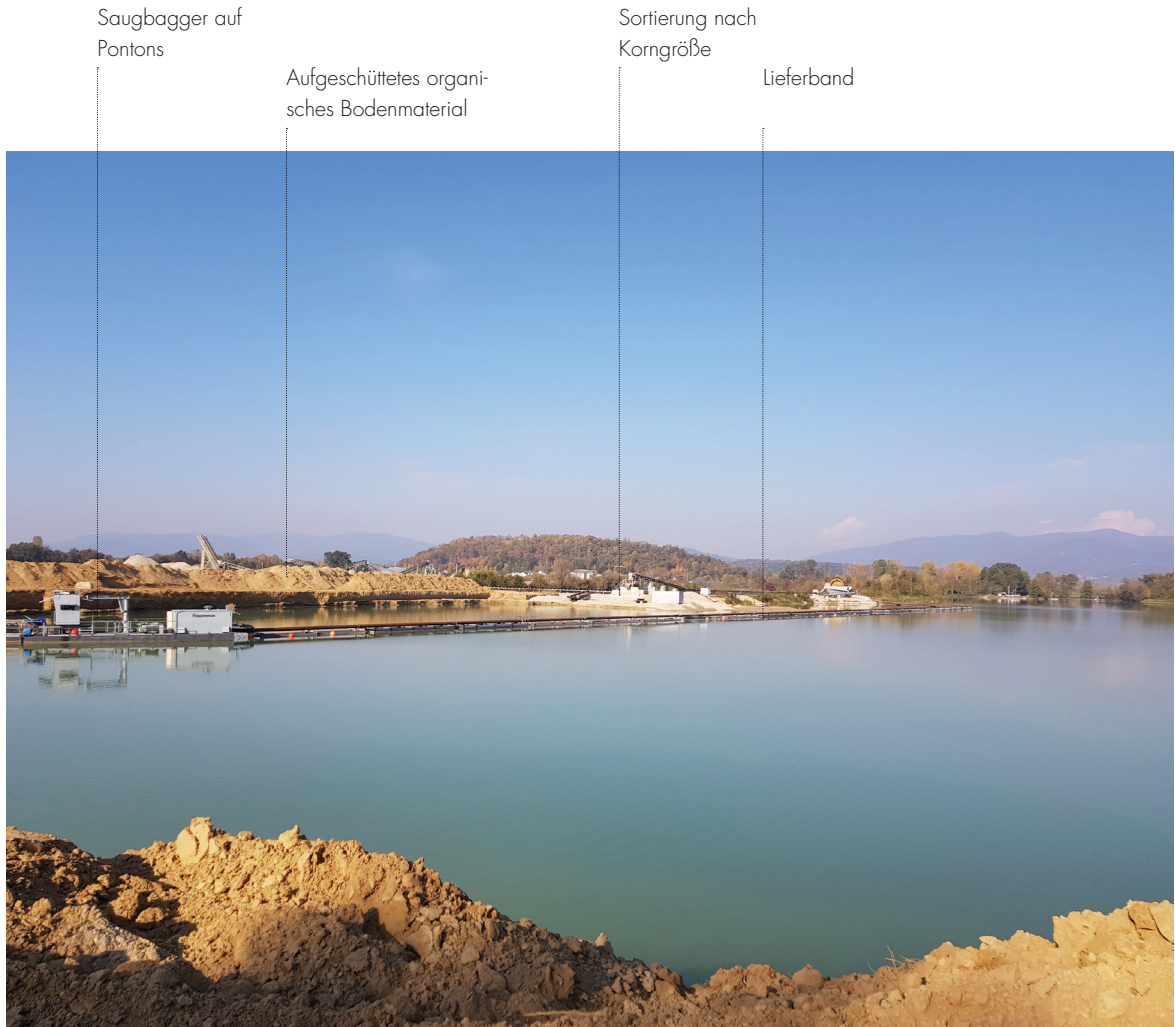 Saugbagger auf
Pontons
Aufgeschüttetes organi-
sches Bodenmaterial
Sortierung nach
Korngröße
Lieferband